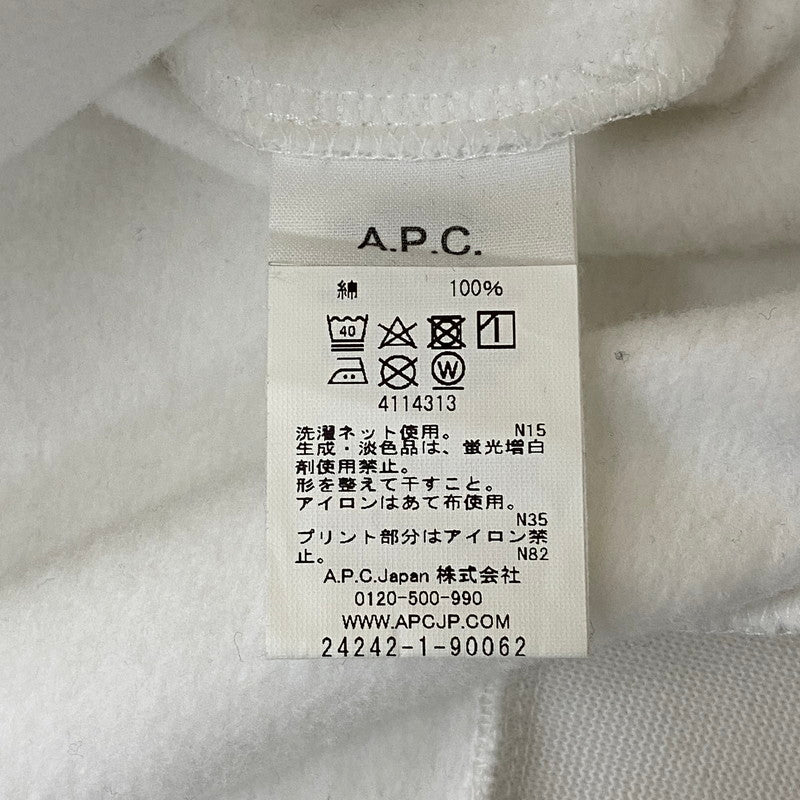 A.P.C.
綿 100%
40
W
4114313
洗濯ネット使用。 N15
生成・淡色品は、蛍光増白
剤使用禁止。
形を整えて干すこと。
アイロンはあて布使用。
N35
プリント部分はアイロン禁
止。 N82
A.P.C.Japan 株式会社
0120-500-990
WWW.APCJP.COM
24242-1-90062